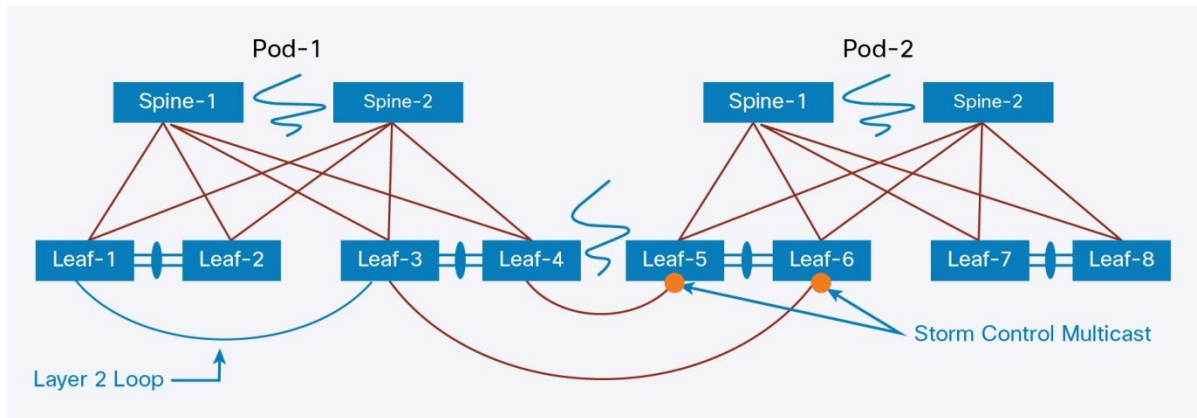 Pod-1
Pod-2
Spine-1
Spine-2
Spine-1
Spine-2
Leaf-1
Leaf-2
Leaf-3
Leaf-4
Leaf-5
Leaf-6
Leaf-7
Leaf-8
Storm Control Multicast
Layer 2 Loop